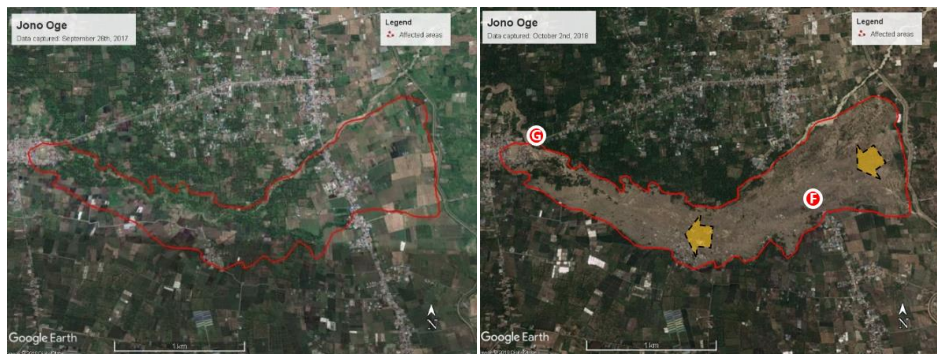 Jono Oge
Data captured: September 26th, 2017
Legend
Affected areas
N
Google Earth
1 km
Jono Oge
Data captured: October 2nd, 2018
Legend
Affected areas
G
F
N
Google Earth
1 km